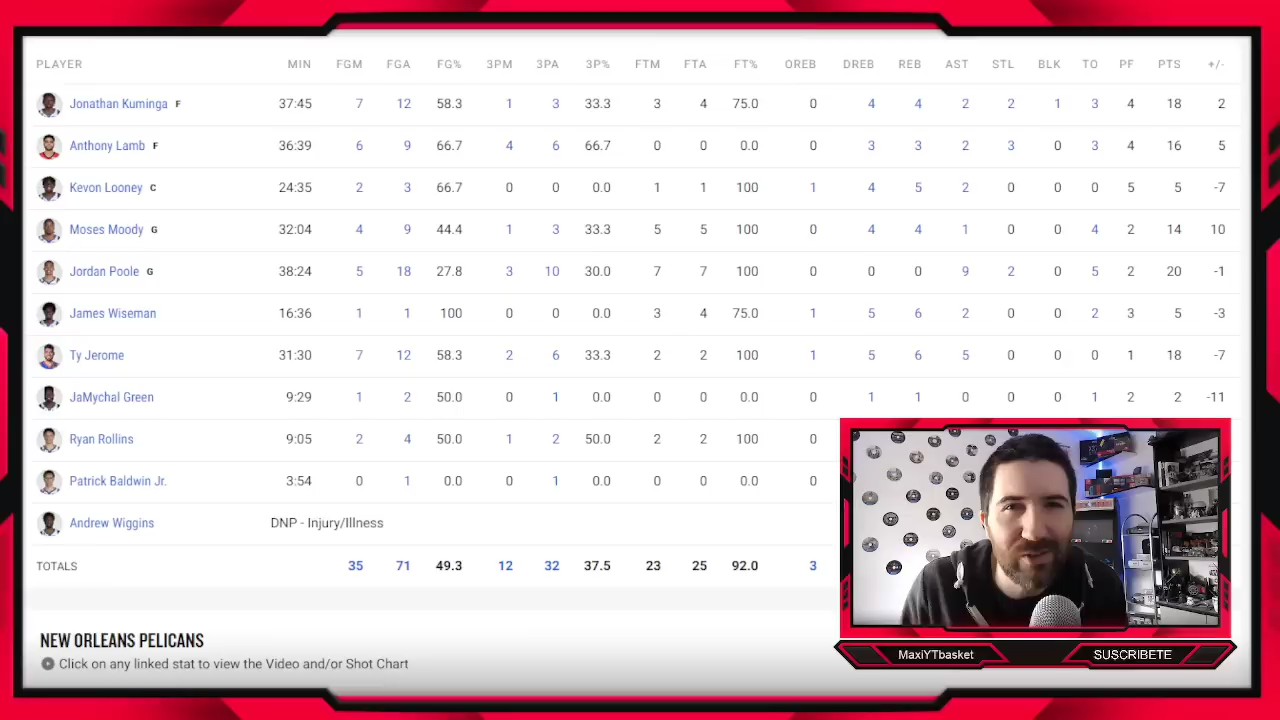 PLAYER MIN FGM FGA FG% 3PM 3PA 3P% FTM FTA FT% OREB DREB REB AST STL BLK TO PF PTS +/-
Jonathan Kuminga F 37:45 7 12 58.3 1 3 33.3 3 4 75.0 0 4 4 2 2 1 3 4 18 2
Anthony Lamb F 36:39 6 9 66.7 4 6 66.7 0 0 0.0 0 3 3 2 3 0 3 4 16 5
Kevon Looney C 24:35 2 3 66.7 0 0 0.0 1 1 100 1 4 5 2 0 0 0 5 5 -7
Moses Moody G 32:04 4 9 44.4 1 3 33.3 5 5 100 0 4 4 1 0 0 4 2 14 10
Jordan Poole G 38:24 5 18 27.8 3 10 30.0 7 7 100 0 0 0 9 2 0 5 2 20 -1
James Wiseman 16:36 1 1 100 0 0 0.0 3 4 75.0 1 5 6 2 0 0 2 3 5 -3
Ty Jerome 31:30 7 12 58.3 2 6 33.3 2 2 100 1 5 6 5 0 0 0 1 18 -7
JaMychal Green 9:29 1 2 50.0 0 1 0.0 0 0 0.0 0 1 1 0 0 0 1 2 2 -11
Ryan Rollins 9:05 2 4 50.0 1 2 50.0 2 2 100 0
Patrick Baldwin Jr. 3:54 0 1 0.0 0 1 0.0 0 0 0.0 0
Andrew Wiggins DNP - Injury/Illness
TOTALS 35 71 49.3 12 32 37.5 23 25 92.0 3
NEW ORLEANS PELICANS
Click on any linked stat to view the Video and/or Shot Chart
MaxiYTbasket SUSCRIBETE